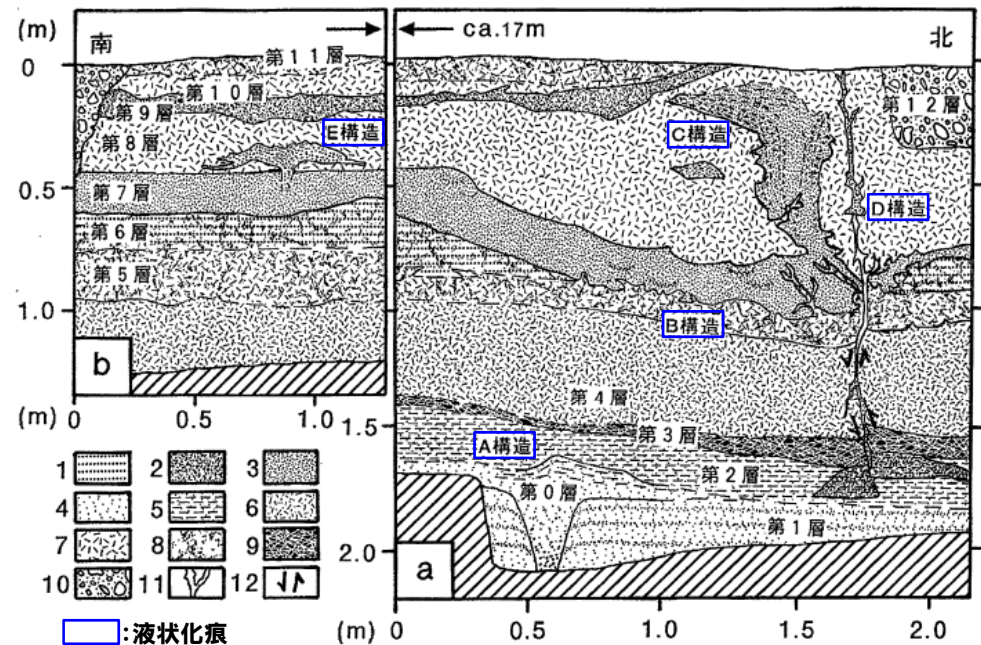 (m)
南
ca.17m
北
0
第11層
第10層
第9層
第8層
E構造
C構造
第12層
0.5
第7層
D構造
第6層
第5層
1.0
B構造
b
(m)
0
0.5
1.0
1.5
第4層
第3層
A構造
第2層
第0層
第1層
2.0
a
1
2
3
4
5
6
7
8
9
10
11
12
(m)
0
0.5
1.0
1.5
2.0
:液状化痕